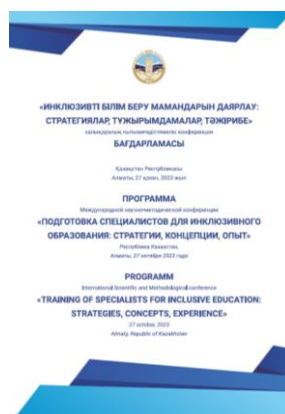 «ИНКЛЮЗИВТІ БІЛІМ БЕРУ МАМАНДАРЫН ДАЯРЛАУ:
СТРАТЕГИЯЛАР, ТҰЖЫРЫМДАМАЛАР, ТӘЖІРИБЕ»
халықаралық ғылыми-әдістемелік конференция
БАҒДАРЛАМАСЫ
Қазақстан Республикасы
Алматы, 27 қазан, 2023 жыл
ПРОГРАММА
Международной научно-методической конференции
«ПОДГОТОВКА СПЕЦИАЛИСТОВ ДЛЯ ИНКЛЮЗИВНОГО
ОБРАЗОВАНИЯ: СТРАТЕГИИ, КОНЦЕПЦИИ, ОПЫТ»
Республика Казахстан,
Алматы, 27 октября 2023 года
PROGRAMM
International Scientific and Methodological conference
«TRAINING OF SPECIALISTS FOR INCLUSIVE EDUCATION:
STRATEGIES, CONCEPTS, EXPERIENCE»
27 october, 2023
Almaty, Republic of Kazakhstan